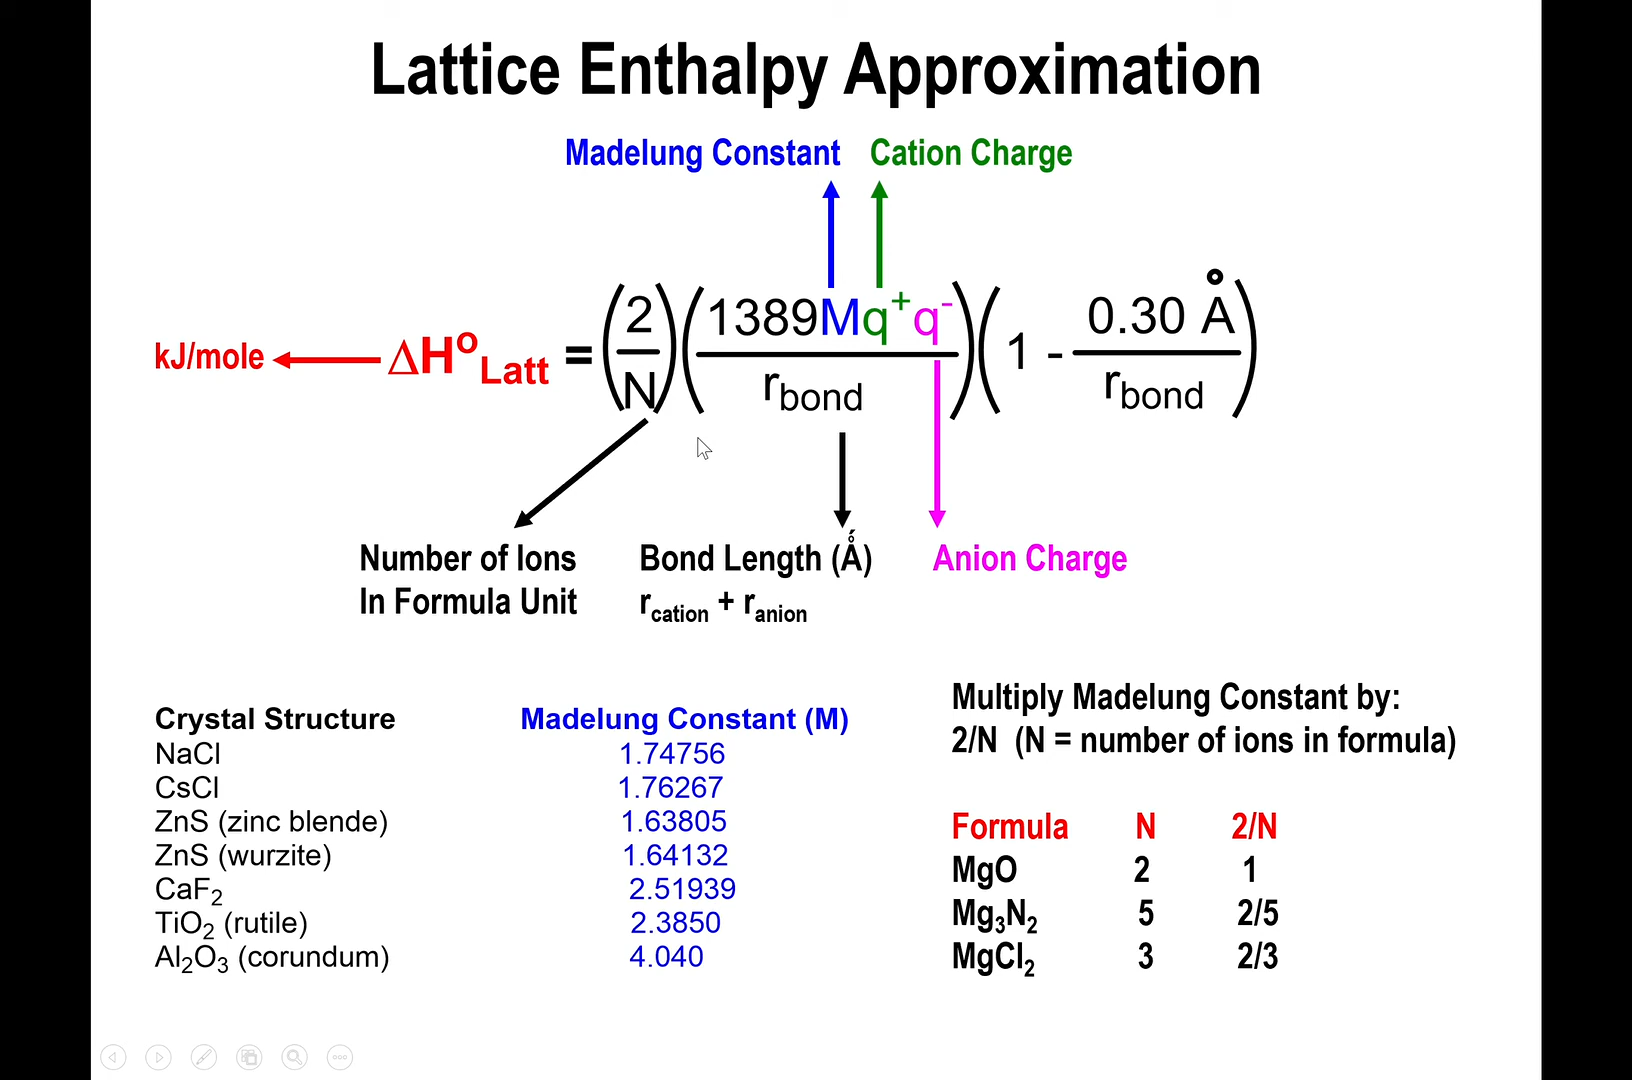 Lattice Enthalpy Approximation
Madelung Constant Cation Charge
kJ/mole ΔH°Latt = (2/N) (1389Mq⁺q⁻/rbond) (1 - 0.30 Å/rbond)
Number of Ions
In Formula Unit
Bond Length (Ǻ)
rcation + ranion
Anion Charge
Crystal Structure Madelung Constant (M)
NaCl 1.74756
CsCl 1.76267
ZnS (zinc blende) 1.63805
ZnS (wurzite) 1.64132
CaF₂ 2.51939
TiO₂ (rutile) 2.3850
Al₂O₃ (corundum) 4.040
Multiply Madelung Constant by:
2/N (N = number of ions in formula)
Formula N 2/N
MgO 2 1
Mg₃N₂ 5 2/5
MgCl₂ 3 2/3